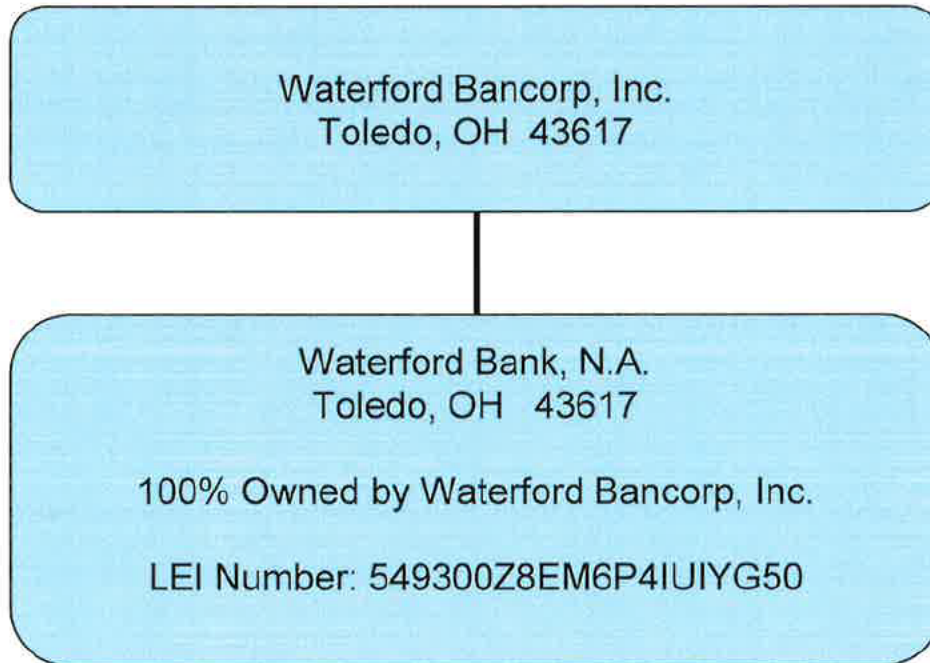 Waterford Bancorp, Inc.
Toledo, OH 43617
Waterford Bank, N.A.
Toledo, OH 43617
100% Owned by Waterford Bancorp, Inc.
LEI Number: 549300Z8EM6P4IUIYG50